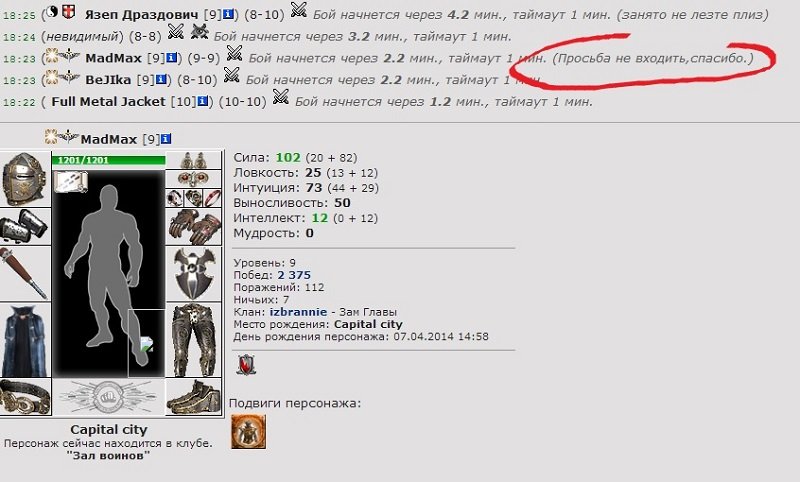 18:25 ( Язеп Драздович [9] i) (8-10) Бой начнется через 4.2 мин., таймаут 1 мин. (занято не лезте плиз)
18:24 (невидимый) (8-8) Бой начнется через 3.2 мин., таймаут 1 мин.
18:23 ( MadMax [9] i) (9-9) Бой начнется через 2.2 мин., таймаут 1 мин. (Просьба не входить,спасибо.)
18:23 ( BeJIka [9] i) (8-10) Бой начнется через 2.2 мин., таймаут 1 мин.
18:22 ( Full Metal Jacket [10] i) (10-10) Бой начнется через 1.2 мин., таймаут 1 мин.
MadMax [9] i
1201/1201
Сила: 102 (20 + 82)
Ловкость: 25 (13 + 12)
Интуиция: 73 (44 + 29)
Выносливость: 50
Интеллект: 12 (0 + 12)
Мудрость: 0
Уровень: 9
Побед: 2 375
Поражений: 112
Ничьих: 7
Клан: izbrannie - Зам Главы
Место рождения: Capital city
День рождения персонажа: 07.04.2014 14:58
Подвиги персонажа:
Capital city
Персонаж сейчас находится в клубе.
"Зал воинов"